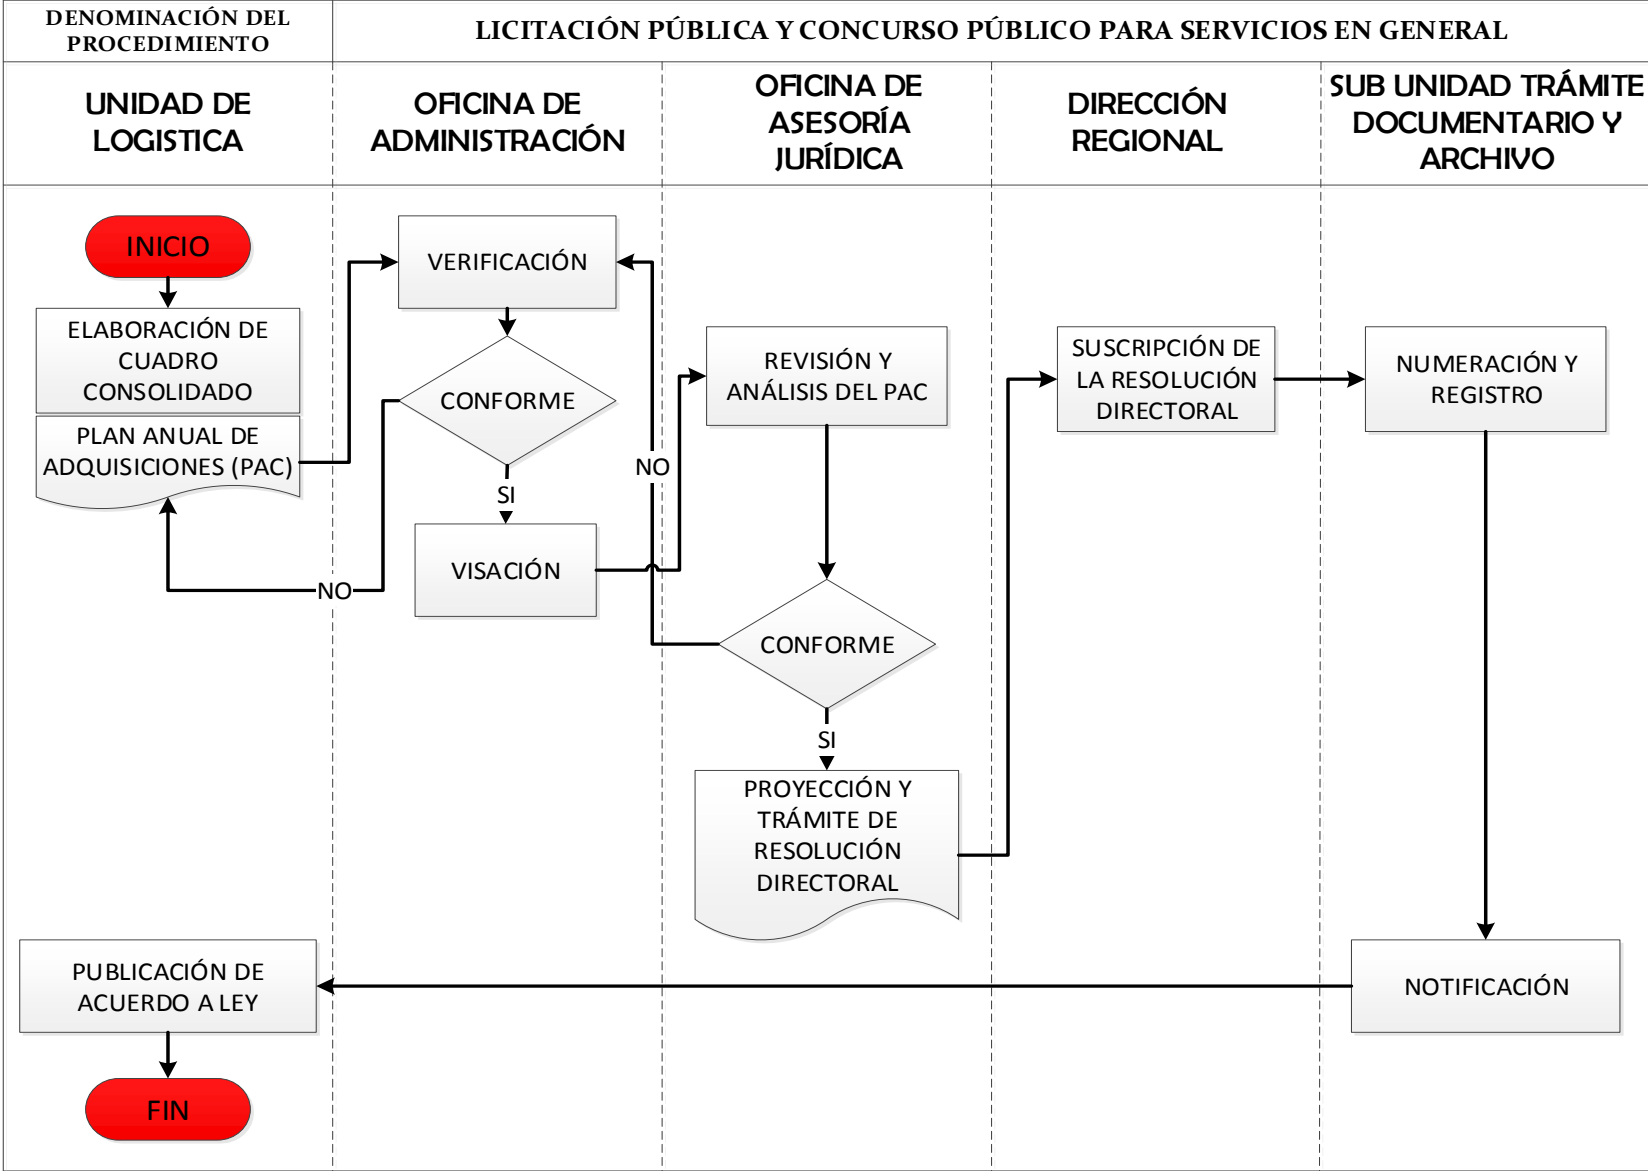 DENOMINACIÓN DEL
PROCEDIMIENTO
LICITACIÓN PÚBLICA Y CONCURSO PÚBLICO PARA SERVICIOS EN GENERAL
UNIDAD DE
LOGISTICA
OFICINA DE
ADMINISTRACIÓN
OFICINA DE
ASESORÍA
JURÍDICA
DIRECCIÓN
REGIONAL
SUB UNIDAD TRÁMITE
DOCUMENTARIO Y
ARCHIVO
INICIO
ELABORACIÓN DE
CUADRO
CONSOLIDADO
PLAN ANUAL DE
ADQUISICIONES (PAC)
VERIFICACIÓN
CONFORME
SI
NO
VISACIÓN
REVISIÓN Y
ANÁLISIS DEL PAC
NO
CONFORME
SI
PROYECCIÓN Y
TRÁMITE DE
RESOLUCIÓN
DIRECTORAL
SUSCRIPCIÓN DE
LA RESOLUCIÓN
DIRECTORAL
NUMERACIÓN Y
REGISTRO
NOTIFICACIÓN
PUBLICACIÓN DE
ACUERDO A LEY
FIN